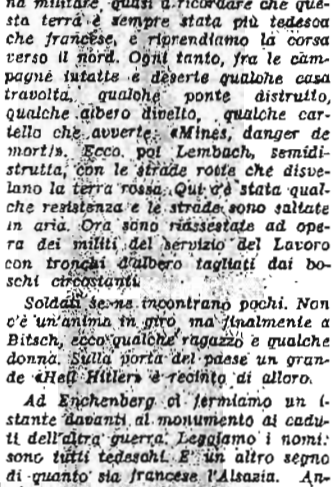 na militare, quasi a ricordare che que-
sta terra è sempre stata più tedesca
che francese, e riprendiamo la corsa
verso il nord. Ogni tanto, fra le cam-
pagne intatte e deserte qualche casa
travolta, qualche ponte distrutto,
qualche albero divelto, qualche car-
tello che avverte: «Mines, danger de
mort!». Ecco poi Lembach, semidi-
strutta, con le strade rotte che disve-
lano la terra rossa. Qui c'è stata qual-
che resistenza e le strade sono saltate
in aria. Ora sono riassestate ad ope-
ra dei militi del servizio del Lavoro
con tronchi d'albero tagliati dai bo-
schi circostanti.
Soldati se ne incontrano pochi. Non
c'è un'anima in giro, ma finalmente a
Bitsch, ecco qualche ragazzo e qualche
donna. Sulla porta del paese un gran-
de «Heil Hitler» è recinto di alloro.
Ad Enchenberg ci fermiamo un i-
stante davanti al monumento ai cadu-
ti dell'altra guerra. Leggiamo i nomi:
sono tutti tedeschi. E' un altro segno
di quanto sia francese l'Alsazia. An-